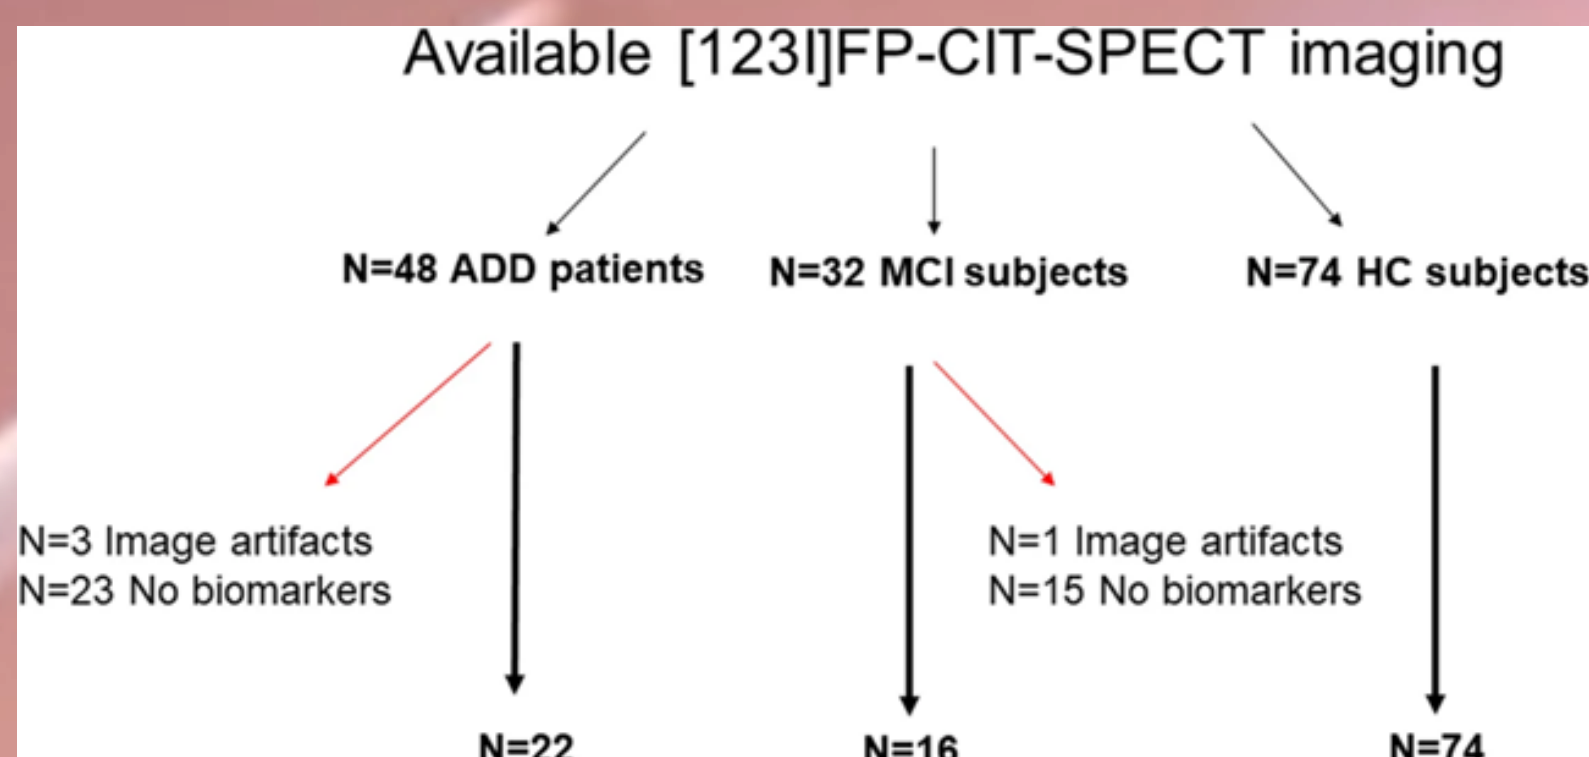 Available [123I]FP-CIT-SPECT imaging
N=48 ADD patients
N=32 MCI subjects
N=74 HC subjects
N=3 Image artifacts
N=23 No biomarkers
N=1 Image artifacts
N=15 No biomarkers
N=22
N=16
N=74